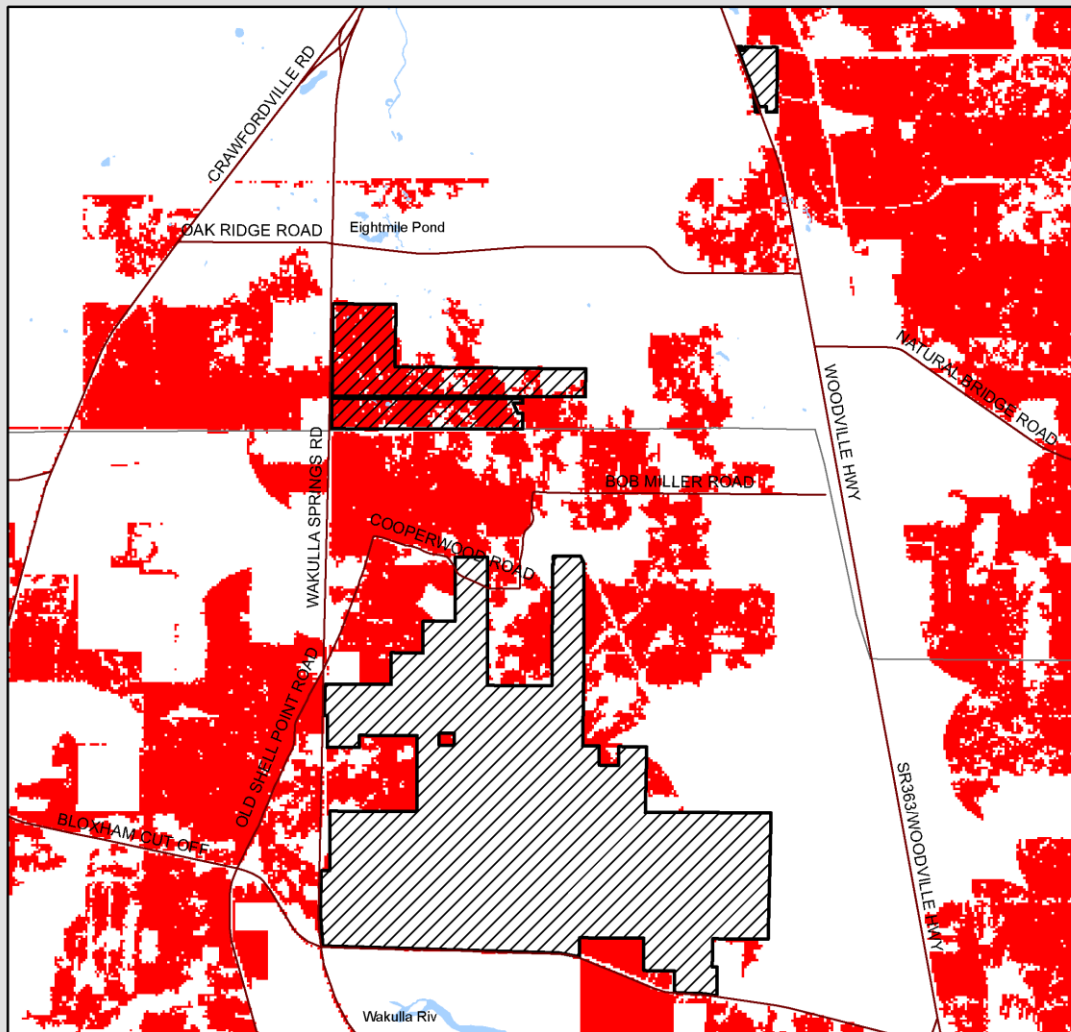 CRAWFORDVILLE RD
OAK RIDGE ROAD
Eightmile Pond
NATURAL BRIDGE ROAD
WOODVILLE HWY
WAKULLA SPRINGS RD
BOB MILLER ROAD
COOPERWOOD ROAD
OLD SHELL POINT ROAD
BLOXHAM CUT OFF
SR363/WOODVILLE HWY
Wakulla Riv